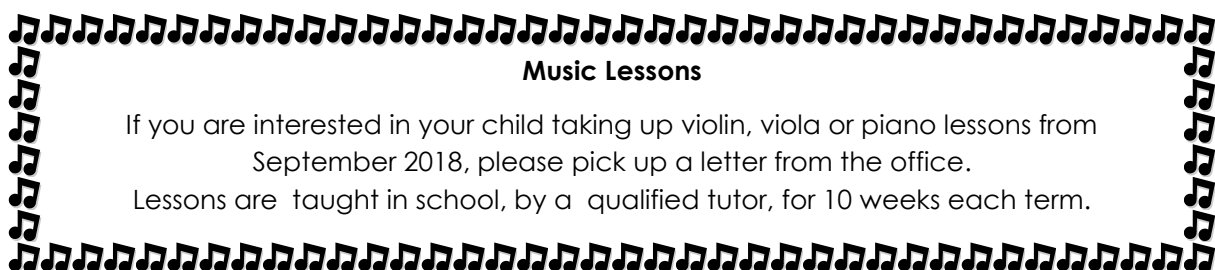 Music Lessons
If you are interested in your child taking up violin, viola or piano lessons from
September 2018, please pick up a letter from the office.
Lessons are  taught in school, by a  qualified tutor, for 10 weeks each term.